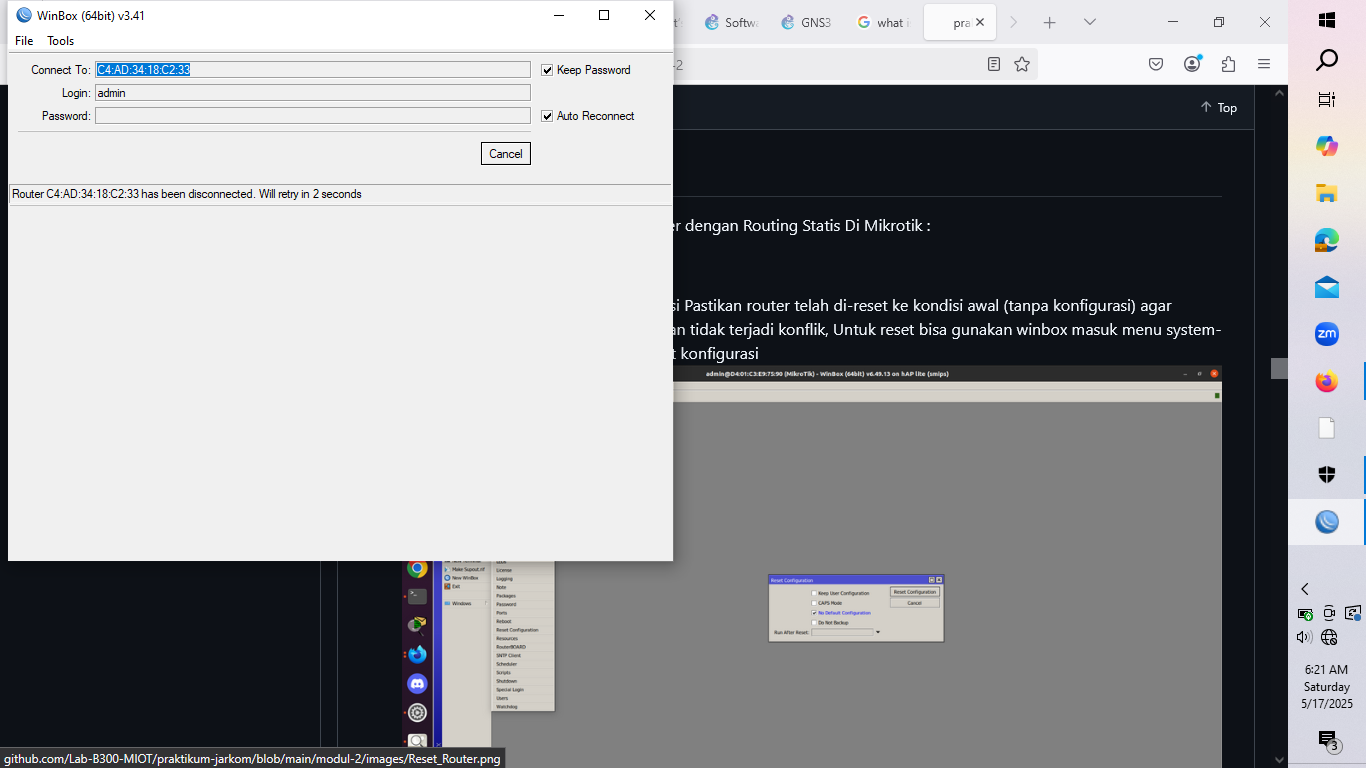 WinBox (64bit) v3.41
File Tools
Connect To: C4:AD:34:18:C2:33
Keep Password
Login: admin
Password:
Auto Reconnect
Cancel
Router C4:AD:34:18:C2:33 has been disconnected. Will retry in 2 seconds
Softwa
GNS3
what i
pra
-2
Top
er dengan Routing Statis Di Mikrotik :
si Pastikan router telah di-reset ke kondisi awal (tanpa konfigurasi) agar
an tidak terjadi konflik, Untuk reset bisa gunakan winbox masuk menu system-
t konfigurasi
admin@D4:01:C3:E9:75:90 (MikroTik) - WinBox (64bit) v6.49.13 on hAP lite (smips)
Make Supout.rif
New WinBox
Exit
Windows
License
Logging
Note
Packages
Password
Ports
Reboot
Reset Configuration
Resources
RouterBOARD
SNTP Client
Scheduler
Scripts
Shutdown
Special Login
Users
Watchdog
Reset Configuration
Keep User Configuration
CAPS Mode
No Default Configuration
Do Not Backup
Run After Reset:
Reset Configuration
Cancel
github.com/Lab-B300-MIOT/praktikum-jarkom/blob/main/modul-2/images/Reset_Router.png
zm
6:21 AM
Saturday
5/17/2025
3